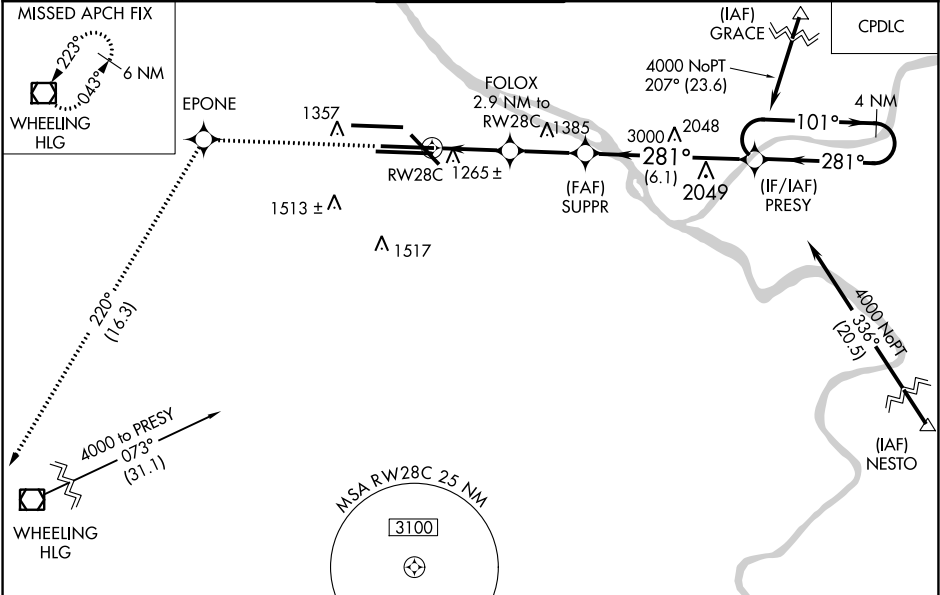 MISSED APCH FIX
223°
043°
6 NM
WHEELING
HLG
(IAF)
GRACE
CPDLC
4000 NoPT
207° (23.6)
EPONE
1357
FOLOX
2.9 NM to
RW28C
1385
3000
2048
101°
4 NM
281°
(6.1)
281°
RW28C
1265 ±
(FAF)
SUPPR
2049
(IF/IAF)
PRESY
1513 ±
1517
220°
(16.3)
4000 NoPT
336°
(20.5)
(IAF)
NESTO
4000 to PRESY
073°
(31.1)
WHEELING
HLG
MSA RW28C 25 NM
3100